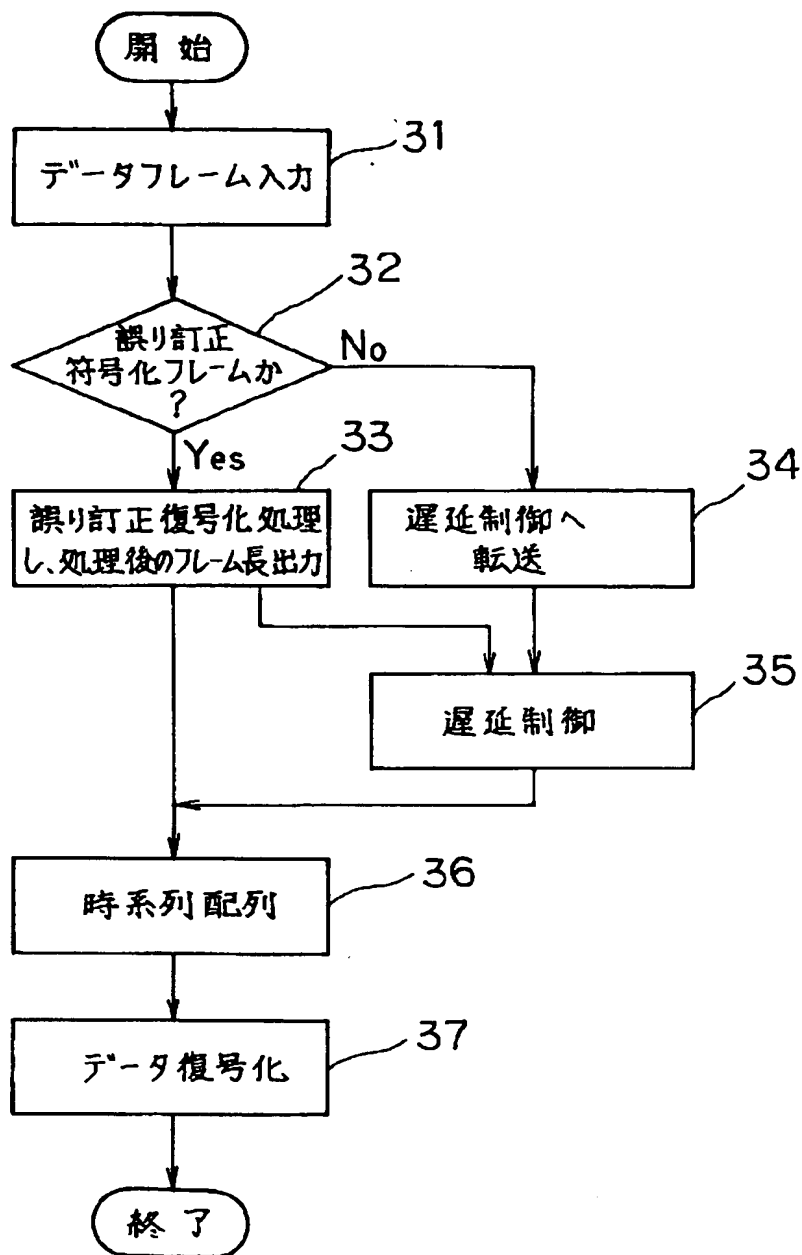 開始
31
データフレーム入力
32
誤り訂正
符号化フレームか
?
No
Yes
33
誤り訂正復号化処理
し、処理後のフレーム長出力
34
遅延制御へ
転送
35
遅延制御
36
時系列配列
37
データ復号化
終了